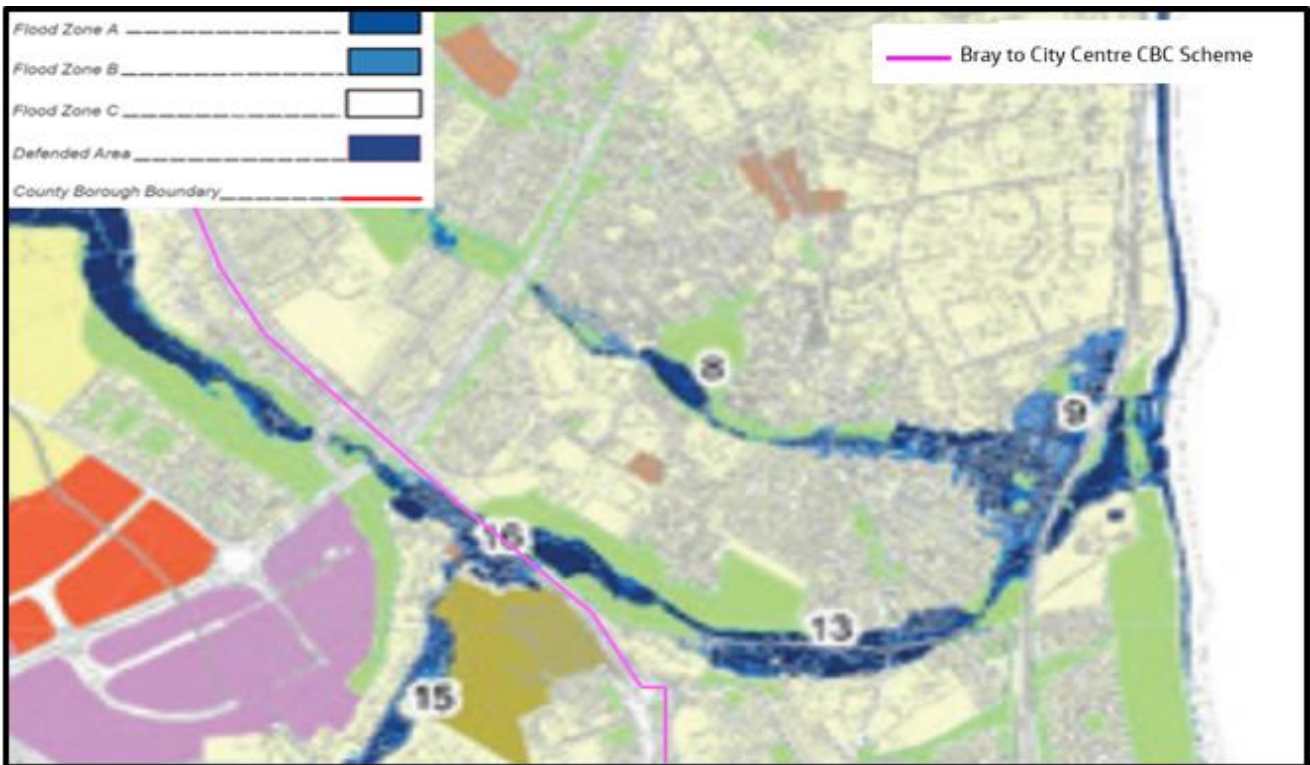 Flood Zone A
Flood Zone B
Flood Zone C
Defended Area
County Borough Boundary
Bray to City Centre CBC Scheme
8
9
16
13
15